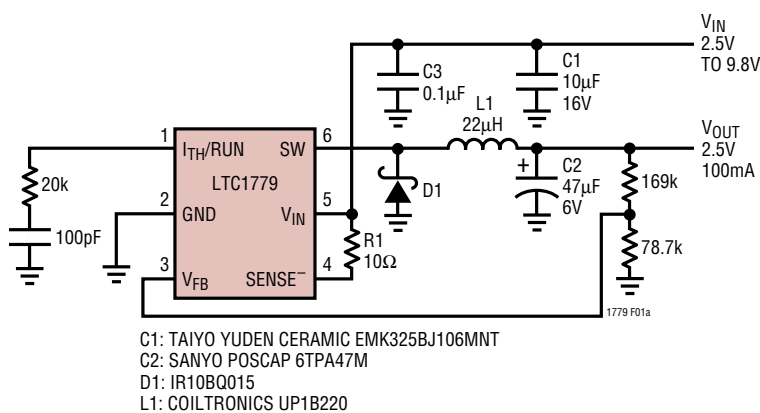 VIN
2.5V
TO 9.8V
C3
0.1µF
C1
10µF
16V
L1
22µH
VOUT
2.5V
100mA
1
ITH/RUN
SW
6
LTC1779
20k
100pF
2
GND
VIN
5
3
VFB
SENSE–
4
R1
10Ω
D1
+
C2
47µF
6V
169k
78.7k
1779 F01a
C1: TAIYO YUDEN CERAMIC EMK325BJ106MNT
C2: SANYO POSCAP 6TPA47M
D1: IR10BQ015
L1: COILTRONICS UP1B220